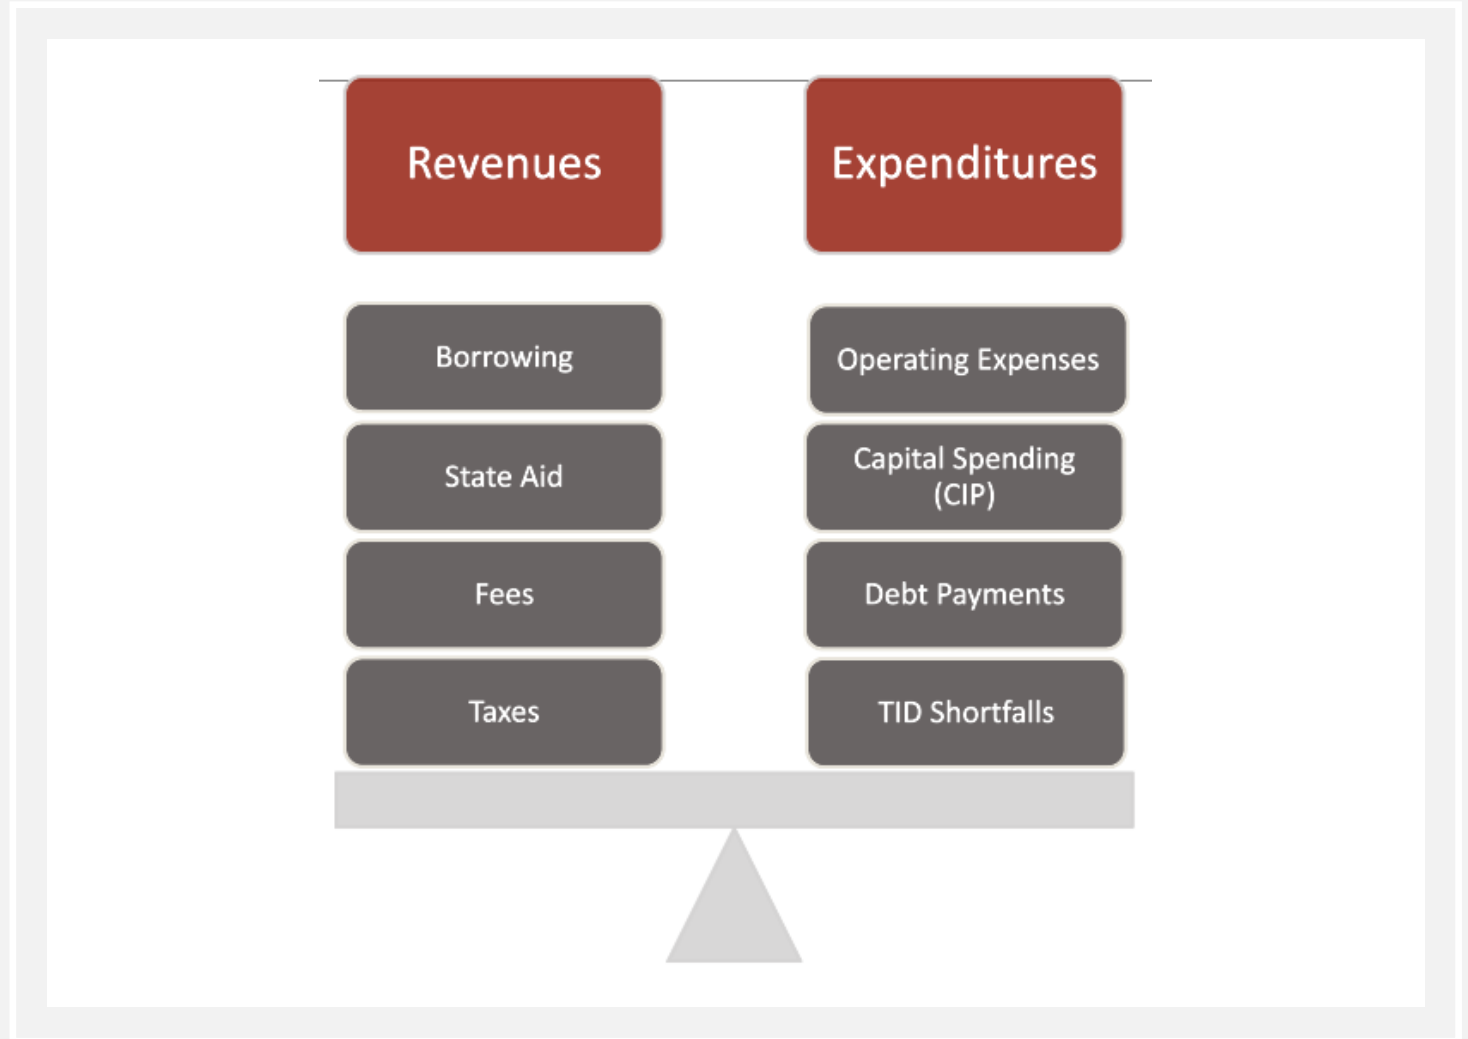 Revenues
Expenditures
Borrowing
Operating Expenses
State Aid
Capital Spending
(CIP)
Fees
Debt Payments
Taxes
TID Shortfalls